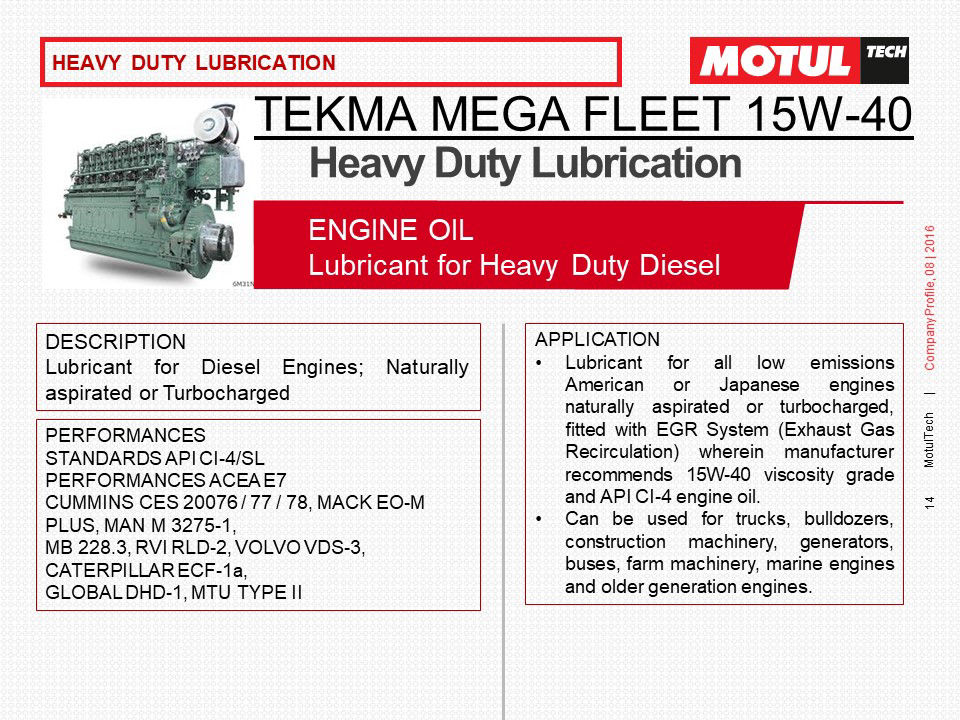 HEAVY DUTY LUBRICATION
MOTUL TECH
TEKMA MEGA FLEET 15W-40
Heavy Duty Lubrication
ENGINE OIL
Lubricant for Heavy Duty Diesel
6M31N
DESCRIPTION
Lubricant for Diesel Engines; Naturally
aspirated or Turbocharged
PERFORMANCES
STANDARDS API CI-4/SL
PERFORMANCES ACEA E7
CUMMINS CES 20076 / 77 / 78, MACK EO-M
PLUS, MAN M 3275-1,
MB 228.3, RVI RLD-2, VOLVO VDS-3,
CATERPILLAR ECF-1a,
GLOBAL DHD-1, MTU TYPE II
APPLICATION
• Lubricant for all low emissions
American or Japanese engines
naturally aspirated or turbocharged,
fitted with EGR System (Exhaust Gas
Recirculation) wherein manufacturer
recommends 15W-40 viscosity grade
and API CI-4 engine oil.
• Can be used for trucks, bulldozers,
construction machinery, generators,
buses, farm machinery, marine engines
and older generation engines.
14 MotulTech | Company Profile, 08 | 2016